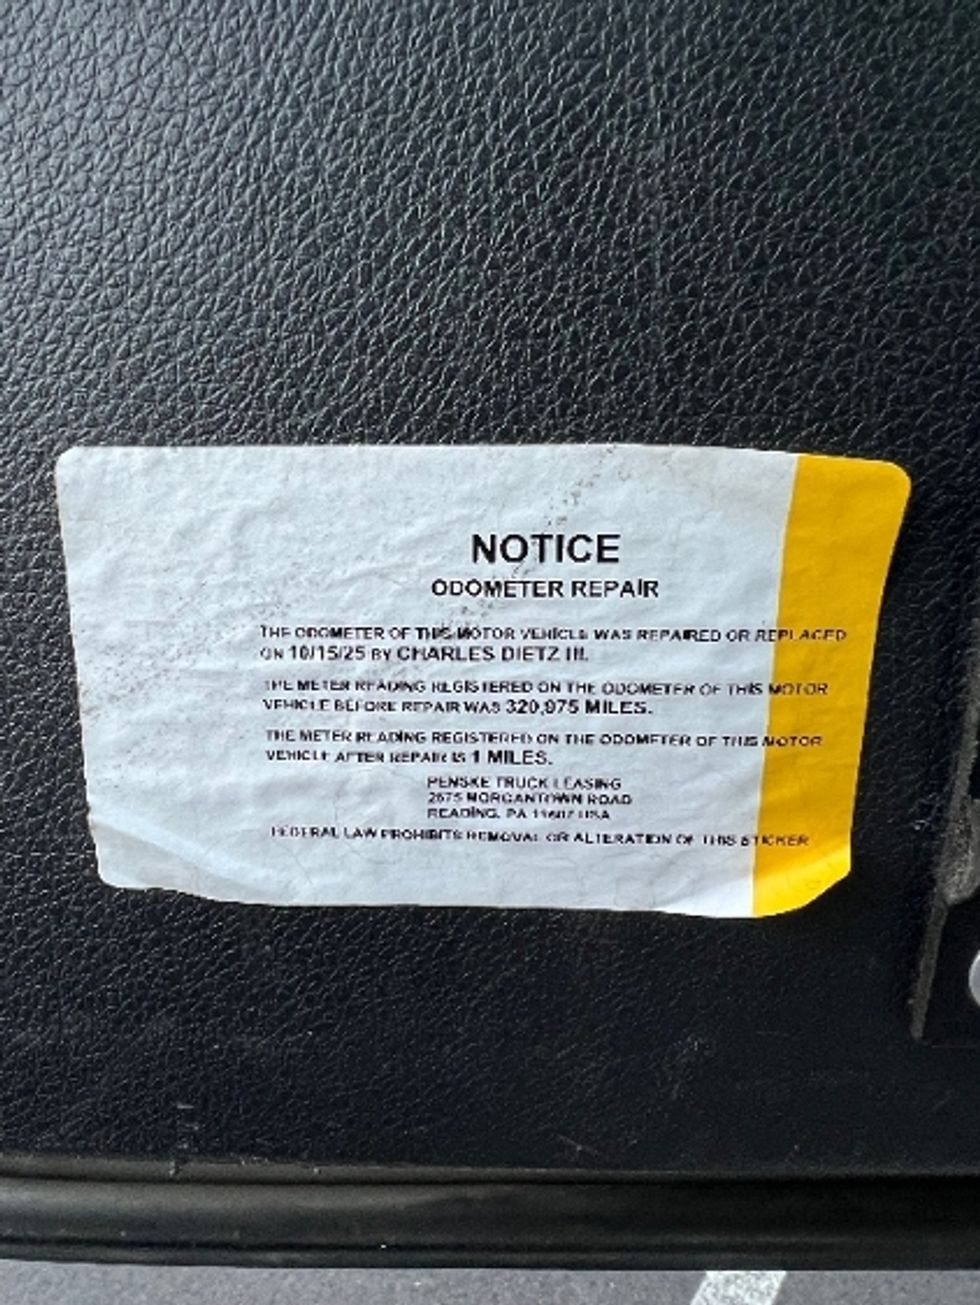 NOTICE
ODOMETER REPAIR
THE ODOMETER OF THIS MOTOR VEHICLE WAS REPAIRED OR REPLACED
ON 10/15/25 BY CHARLES DIETZ III.
THE METER READING REGISTERED ON THE ODOMETER OF THIS MOTOR
VEHICLE BEFORE REPAIR WAS 320,975 MILES.
THE METER READING REGISTERED ON THE ODOMETER OF THIS MOTOR
VEHICLE AFTER REPAIR IS 1 MILES.
PENSKE TRUCK LEASING
2675 MORGANTOWN ROAD
READING, PA USA
FEDERAL LAW PROHIBITS REMOVAL OR ALTERATION OF THIS STICKER